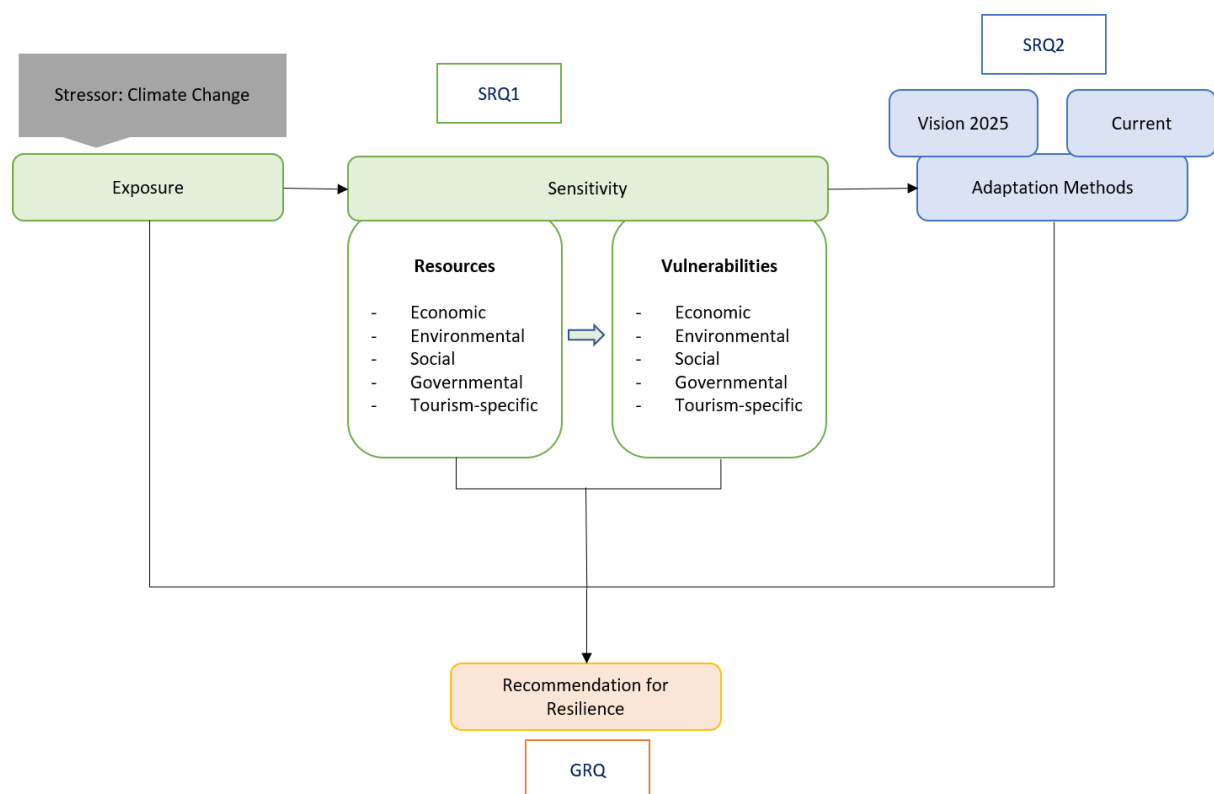 SRQ2
Stressor: Climate Change
SRQ1
Vision 2025
Current
Exposure
Sensitivity
Adaptation Methods
Resources
- Economic
- Environmental
- Social
- Governmental
- Tourism-specific
Vulnerabilities
- Economic
- Environmental
- Social
- Governmental
- Tourism-specific
Recommendation for
Resilience
GRQ